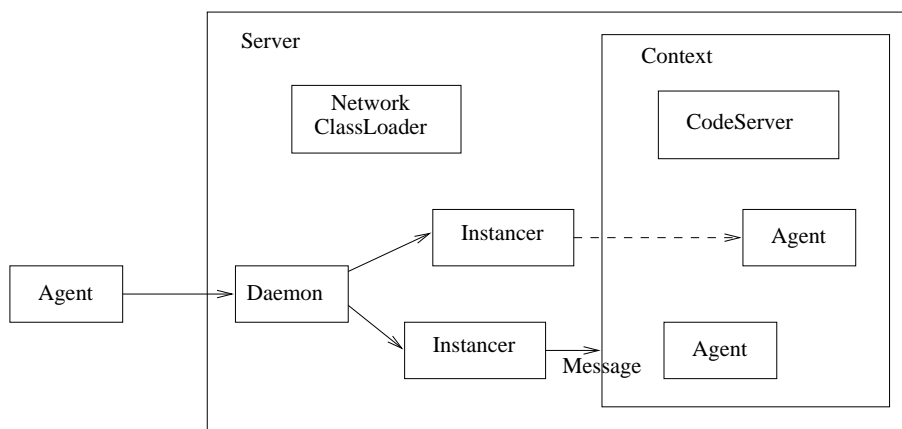 Server
Context
Network
ClassLoader
CodeServer
Instancer
Agent
Agent
Daemon
Instancer
Message
Agent